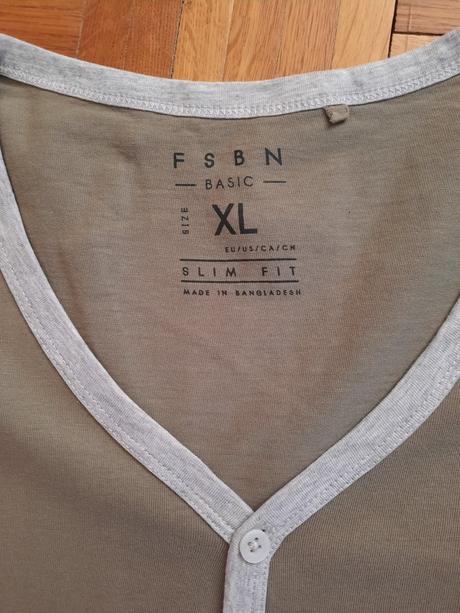 FSBN
BASIC
SIZE
XL
EU/US/CA/CN
SLIM FIT
MADE IN BANGLADESH